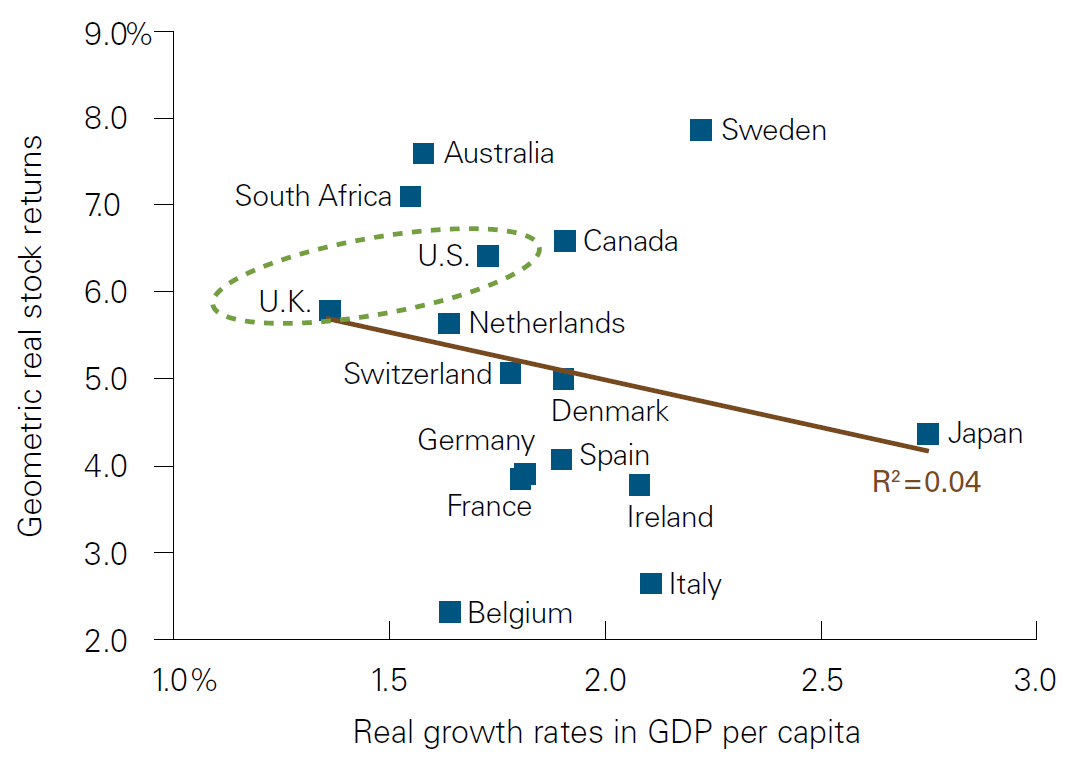 9.0%
8.0
7.0
6.0
5.0
4.0
3.0
2.0
Geometric real stock returns
Sweden
Australia
South Africa
Canada
U.S.
U.K.
Netherlands
Switzerland
Denmark
Japan
Germany
Spain
R²=0.04
France
Ireland
Italy
Belgium
1.0%
1.5
2.0
2.5
3.0
Real growth rates in GDP per capita